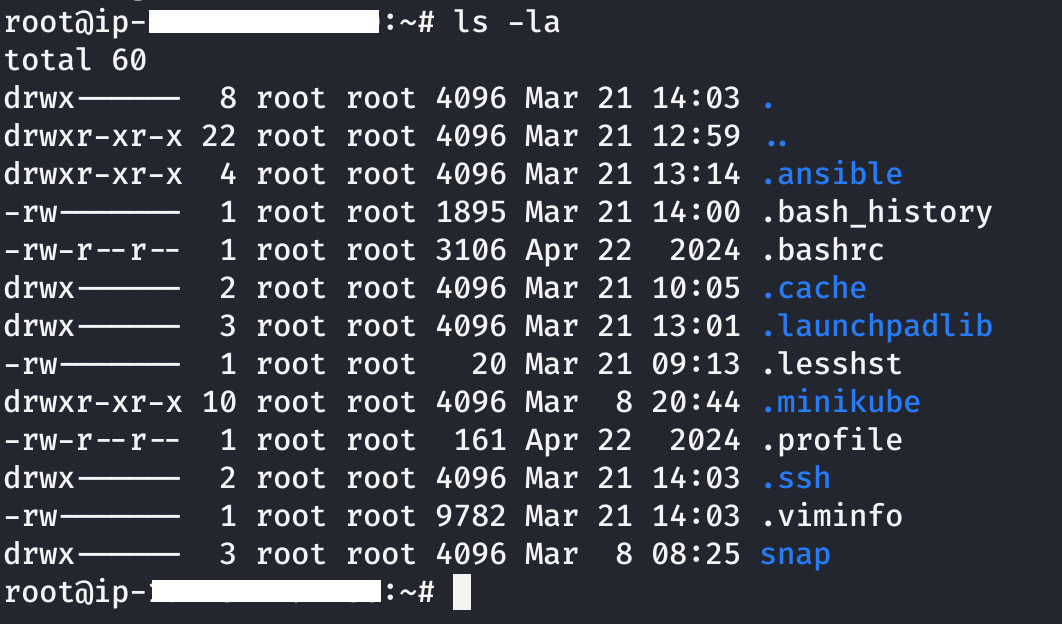 root@ip-:~# ls -la
total 60
drwx------  8 root root 4096 Mar 21 14:03 .
drwxr-xr-x 22 root root 4096 Mar 21 12:59 ..
drwxr-xr-x  4 root root 4096 Mar 21 13:14 .ansible
-rw-------  1 root root 1895 Mar 21 14:00 .bash_history
-rw-r--r--  1 root root 3106 Apr 22  2024 .bashrc
drwx------  2 root root 4096 Mar 21 10:05 .cache
drwx------  3 root root 4096 Mar 21 13:01 .launchpadlib
-rw-------  1 root root   20 Mar 21 09:13 .lesshst
drwxr-xr-x 10 root root 4096 Mar  8 20:44 .minikube
-rw-r--r--  1 root root  161 Apr 22  2024 .profile
drwx------  2 root root 4096 Mar 21 14:03 .ssh
-rw-------  1 root root 9782 Mar 21 14:03 .viminfo
drwx------  3 root root 4096 Mar  8 08:25 snap
root@ip-:~#